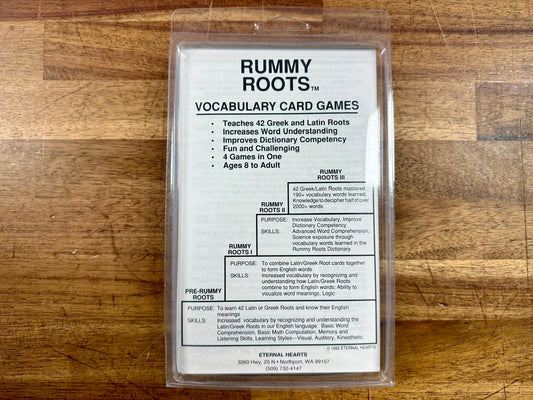 RUMMY
ROOTS™
VOCABULARY CARD GAMES
• Teaches 42 Greek and Latin Roots
• Increases Word Understanding
• Improves Dictionary Competency
• Fun and Challenging
• 4 Games in One
• Ages 8 to Adult
RUMMY
ROOTS III
42 Greek/Latin Roots mastered
190+ vocabulary words learned,
Knowledge to decipher half of over
2000+ words.
RUMMY
ROOTS II
PURPOSE: Increase Vocabulary, Improve
Dictionary Competency
SKILLS: Advanced Word Comprehension;
Science exposure through
vocabulary words learned in the
Rummy Roots Dictionary
RUMMY
ROOTS I
PURPOSE: To combine Latin/Greek Root cards together
to form English words
SKILLS: Increased vocabulary by recognizing and
understanding how Latin/Greek Roots
combine to form English words; Ability to
visualize word meanings; Logic
PRE-RUMMY
ROOTS
PURPOSE: To learn 42 Latin or Greek Roots and know their English
meanings
SKILLS: Increased vocabulary by recognizing and understanding the
Latin/Greek Roots in our English language. Basic Word
Comprehension, Basic Math Computation, Memory and
Listening Skills, Learning Styles—Visual, Auditory, Kinesthetic
© 1992 ETERNAL HEARTS
ETERNAL HEARTS
3260 Hwy. 25 N • Northport, WA 99157
(509) 732-4147